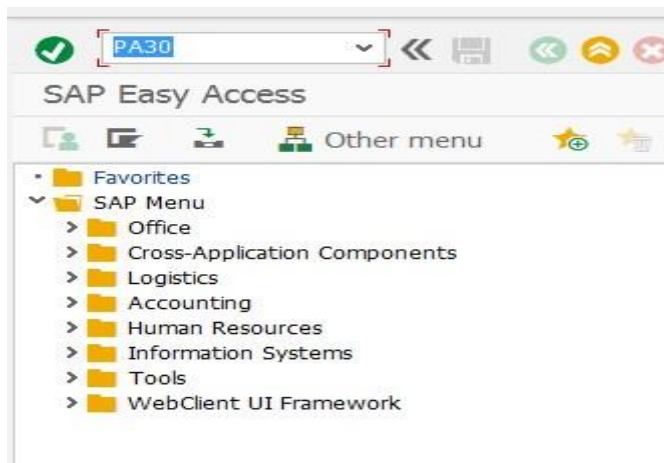 PA30
SAP Easy Access
Other menu
Favorites
SAP Menu
Office
Cross-Application Components
Logistics
Accounting
Human Resources
Information Systems
Tools
WebClient UI Framework